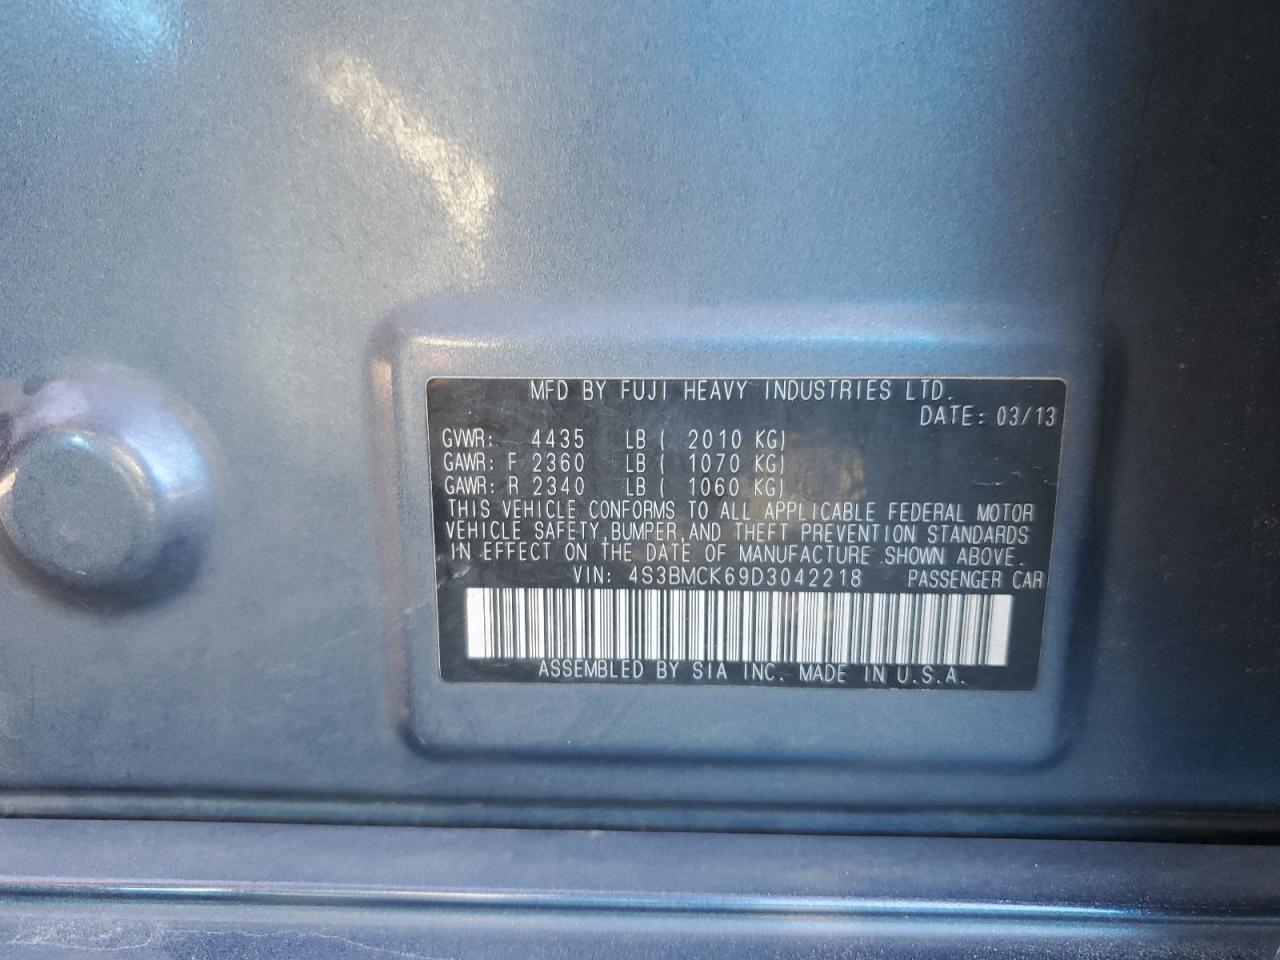 MFD BY FUJI HEAVY INDUSTRIES LTD.
DATE: 03/13
GVWR: 4435 LB ( 2010 KG)
GAWR: F 2360 LB ( 1070 KG)
GAWR: R 2340 LB ( 1060 KG)
THIS VEHICLE CONFORMS TO ALL APPLICABLE FEDERAL MOTOR
VEHICLE SAFETY, BUMPER, AND THEFT PREVENTION STANDARDS
IN EFFECT ON THE DATE OF MANUFACTURE SHOWN ABOVE.
VIN: 4S3BMCK69D3042218 PASSENGER CAR
ASSEMBLED BY SIA INC. MADE IN U.S.A.